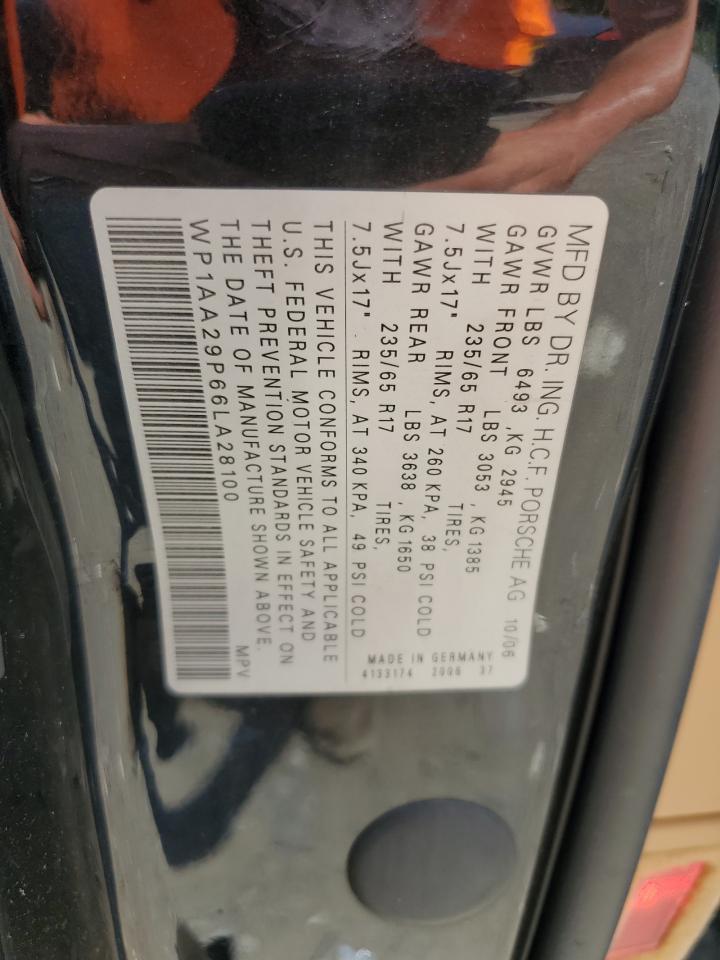 MFD BY DR. ING. H.C.F. PORSCHE AG 10/06
GVWR LBS 6493 ,KG 2945
GAWR FRONT LBS 3053 , KG 1385
WITH 235/65 R17 TIRES,
7.5Jx17" RIMS, AT 260 KPA, 38 PSI COLD
GAWR REAR LBS 3638 , KG 1650
WITH 235/65 R17 TIRES,
7.5Jx17" RIMS, AT 340 KPA, 49 PSI COLD
MADE IN GERMANY
4133174 2006 37
THIS VEHICLE CONFORMS TO ALL APPLICABLE
U.S. FEDERAL MOTOR VEHICLE SAFETY AND
THEFT PREVENTION STANDARDS IN EFFECT ON
THE DATE OF MANUFACTURE SHOWN ABOVE.
WP1AA29P66LA28100 MPV